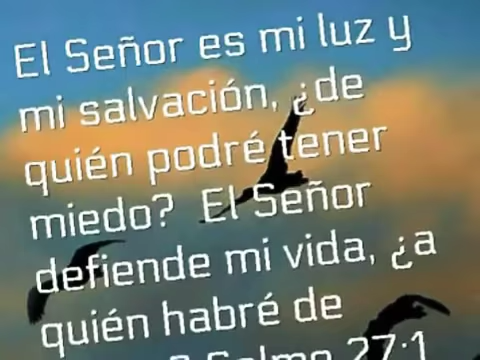 El Señor es mi luz y
mi salvación, ¿de
quién podré tener
miedo? El Señor
defiende mi vida, ¿a
quién habré de
Salmo 27:1